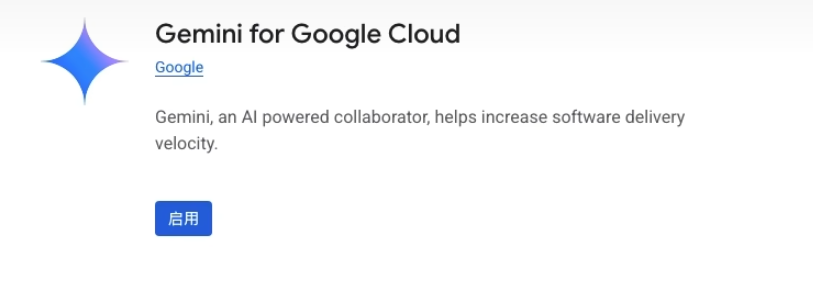 Gemini for Google Cloud
Google
Gemini, an AI powered collaborator, helps increase software delivery
velocity.
启用